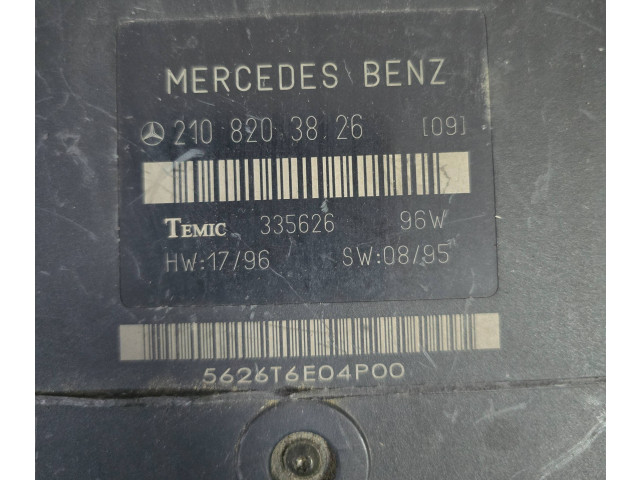 MERCEDES BENZ
210 820 38 26 [09]
TEMIC 335626 96W
HW:17/96 SW:08/95
5626T6E04P00